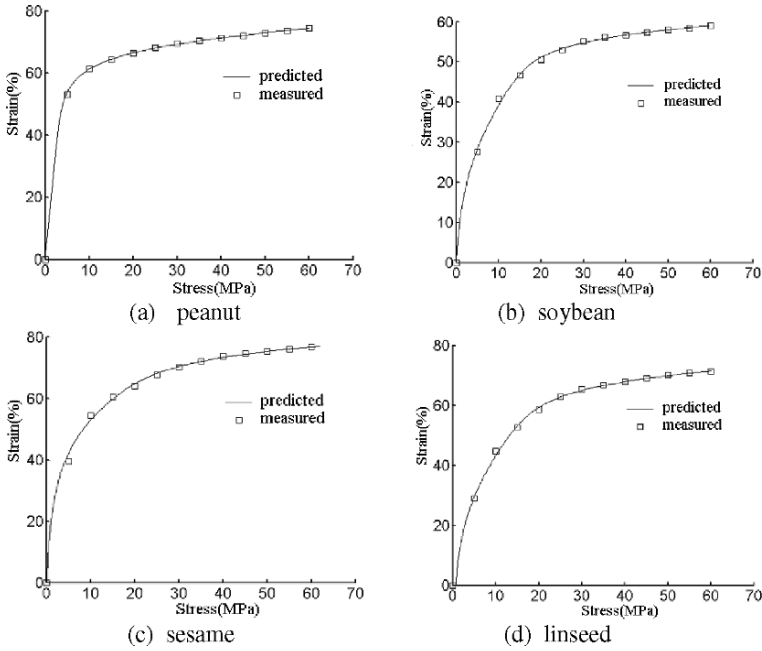 80
60
40
20
0
Strain(%)
predicted
measured
0 10 20 30 40 50 60 70
Stress(MPa)
(a) peanut
60
50
40
30
20
10
0
Strain(%)
predicted
measured
0 10 20 30 40 50 60 70
Stress(MPa)
(b) soybean
80
60
40
20
0
Strain(%)
predicted
measured
0 10 20 30 40 50 60 70
Stress(MPa)
(c) sesame
80
60
40
20
0
Strain(%)
predicted
measured
0 10 20 30 40 50 60 70
Stress(MPa)
(d) linseed